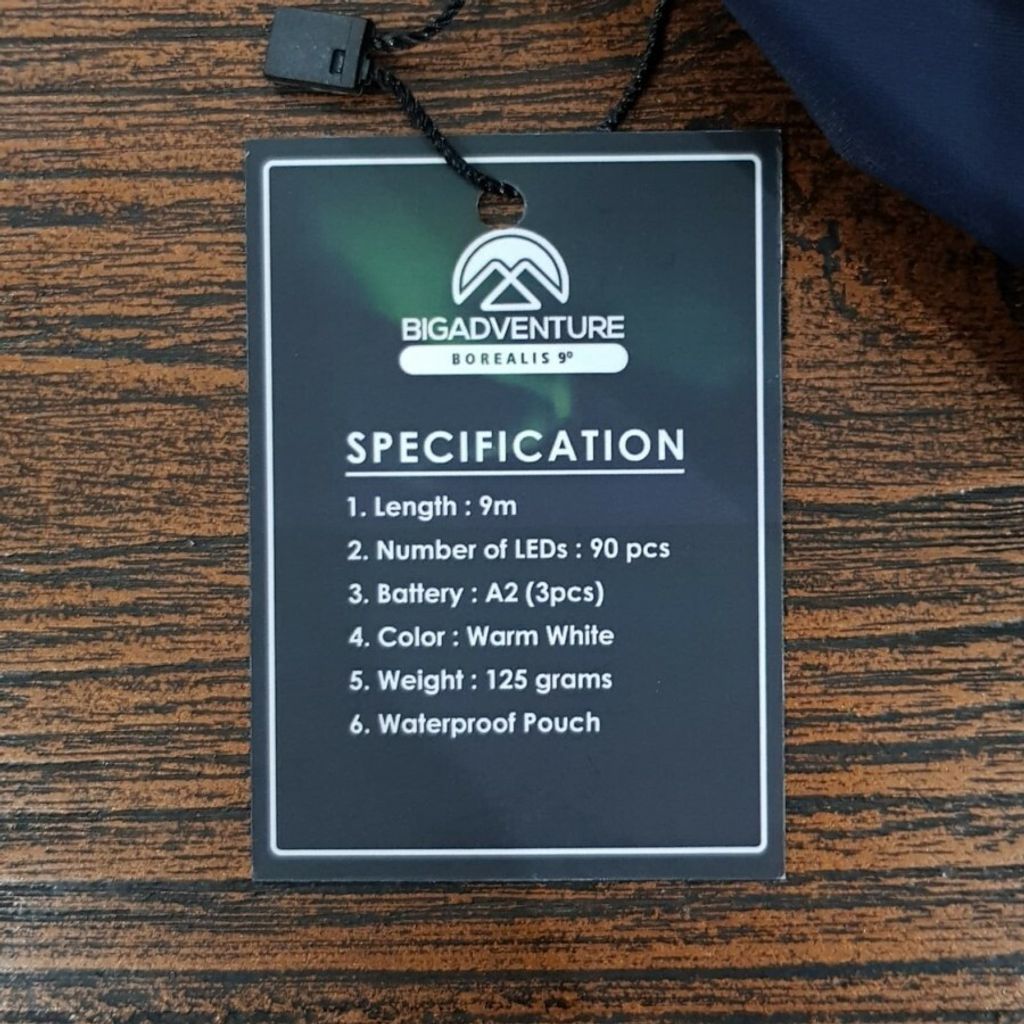 BIGADVENTURE
BOREALIS 9⁰
SPECIFICATION
1. Length : 9m
2. Number of LEDs : 90 pcs
3. Battery : A2 (3pcs)
4. Color : Warm White
5. Weight : 125 grams
6. Waterproof Pouch